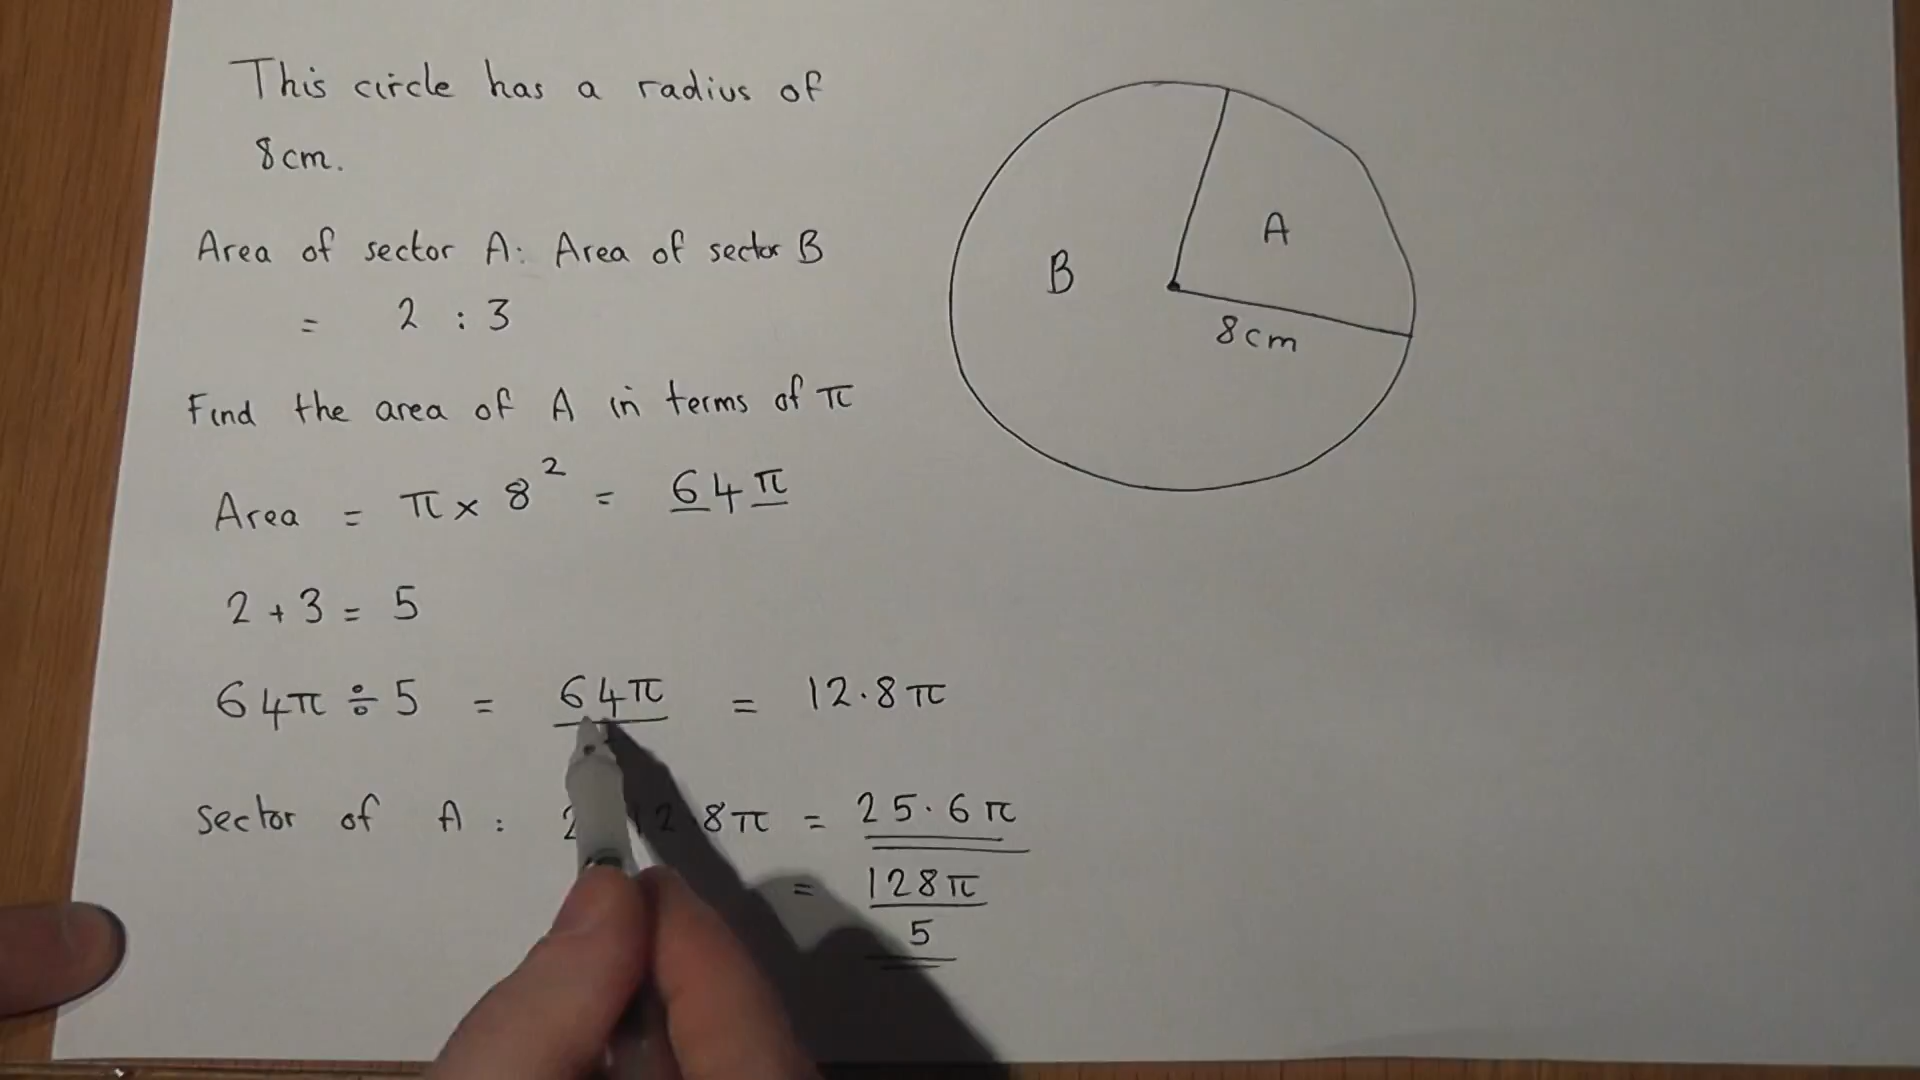 This circle has a radius of
8cm.
Area of sector A: Area of sector B
= 2 : 3
Find the area of A in terms of π
Area = π × 8² = 64π
2 + 3 = 5
64π ÷ 5 = 64π = 12.8π
sector of A : 2 12.8π = 25.6π
= 128π
5
B
A
8cm